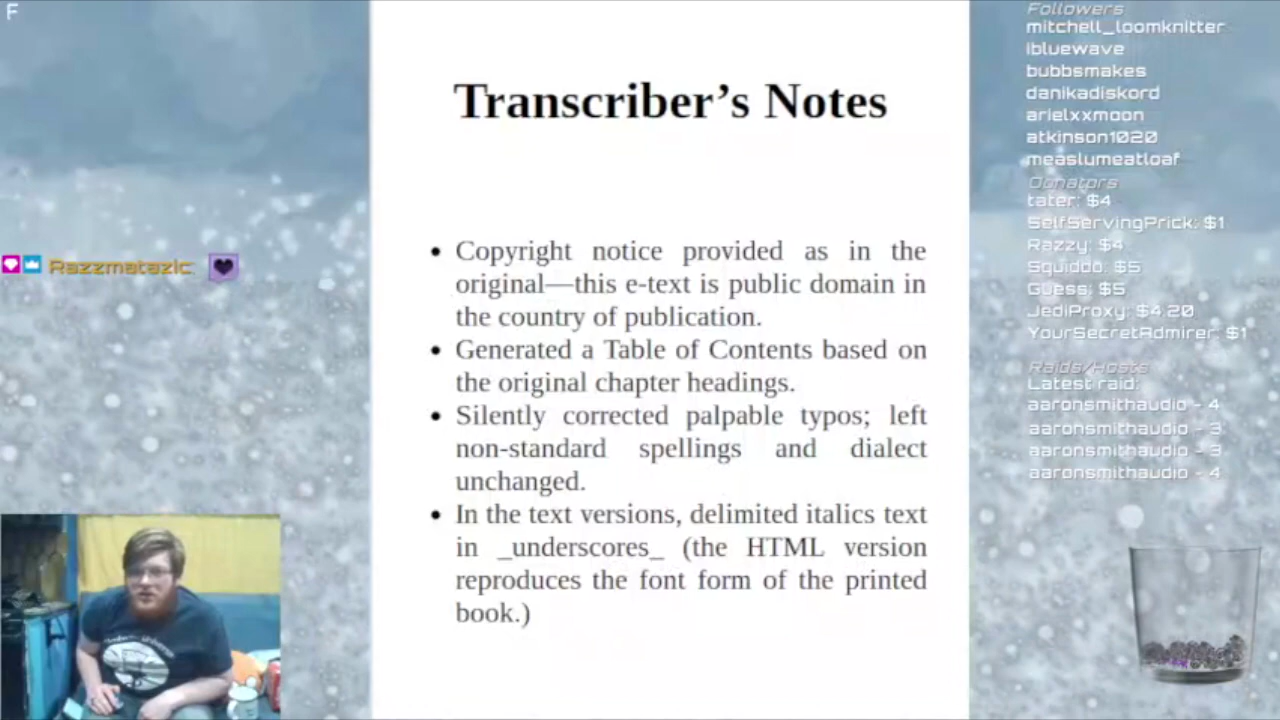 F
Razzmatazic:
Transcriber’s Notes
• Copyright notice provided as in the
original—this e-text is public domain in
the country of publication.
• Generated a Table of Contents based on
the original chapter headings.
• Silently corrected palpable typos; left
non-standard spellings and dialect
unchanged.
• In the text versions, delimited italics text
in _underscores_ (the HTML version
reproduces the font form of the printed
book.)
Followers
mitchell_loomknitter
ibluewave
bubbsmakes
danikadiskord
arielxxmoon
atkinson1020
measlumeatloaf
Donators
tater: $4
SelfServingPrick: $1
Razzy: $4
Squiddo: $5
Guess: $5
JediProxy: $4.20
YourSecretAdmirer: $1
Raids/Hosts
Latest raid:
aaronsmithaudio - 4
aaronsmithaudio - 3
aaronsmithaudio - 3
aaronsmithaudio - 4